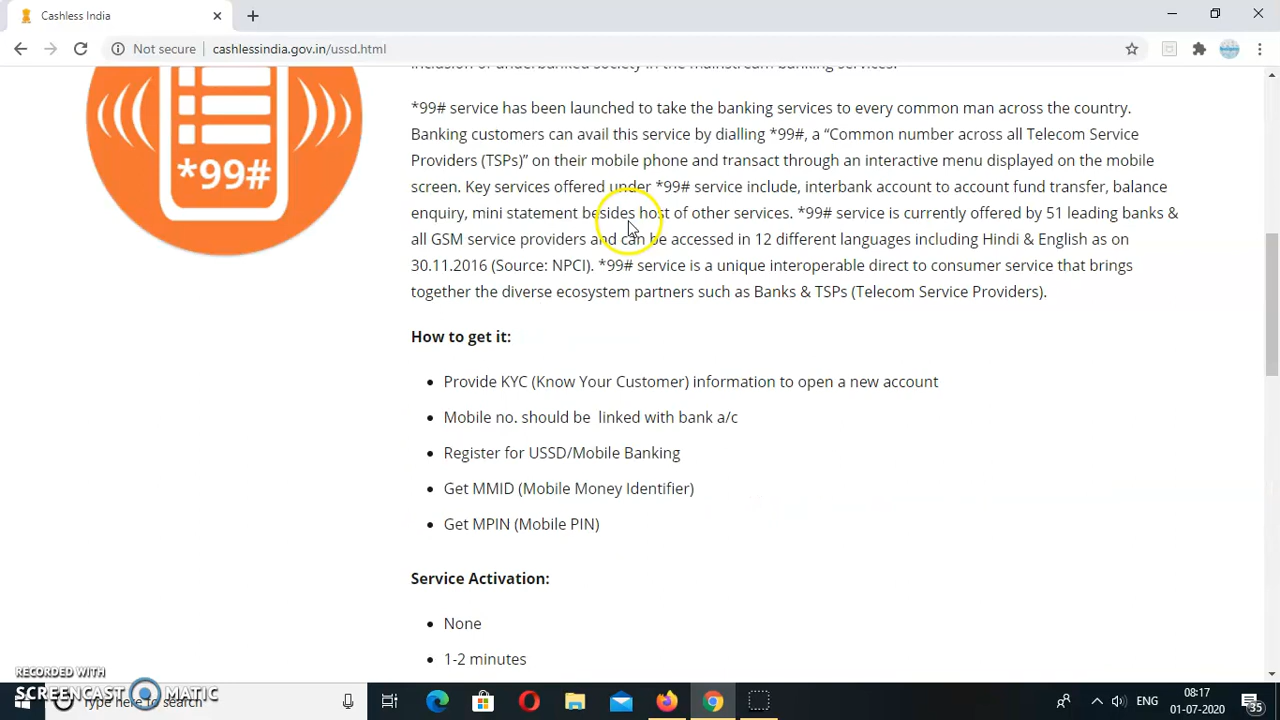 Cashless India
Not secure
cashlessindia.gov.in/ussd.html
inclusion of underbanked society in the mainstream banking services.
*99#
*99# service has been launched to take the banking services to every common man across the country.
Banking customers can avail this service by dialling *99#, a “Common number across all Telecom Service
Providers (TSPs)” on their mobile phone and transact through an interactive menu displayed on the mobile
screen. Key services offered under *99# service include, interbank account to account fund transfer, balance
enquiry, mini statement besides host of other services. *99# service is currently offered by 51 leading banks &
all GSM service providers and can be accessed in 12 different languages including Hindi & English as on
30.11.2016 (Source: NPCI). *99# service is a unique interoperable direct to consumer service that brings
together the diverse ecosystem partners such as Banks & TSPs (Telecom Service Providers).
How to get it:
Provide KYC (Know Your Customer) information to open a new account
Mobile no. should be linked with bank a/c
Register for USSD/Mobile Banking
Get MMID (Mobile Money Identifier)
Get MPIN (Mobile PIN)
Service Activation:
None
1-2 minutes
RECORDED WITH
SCREENCAST MATIC
Type here to search
ENG
08:17
01-07-2020
35